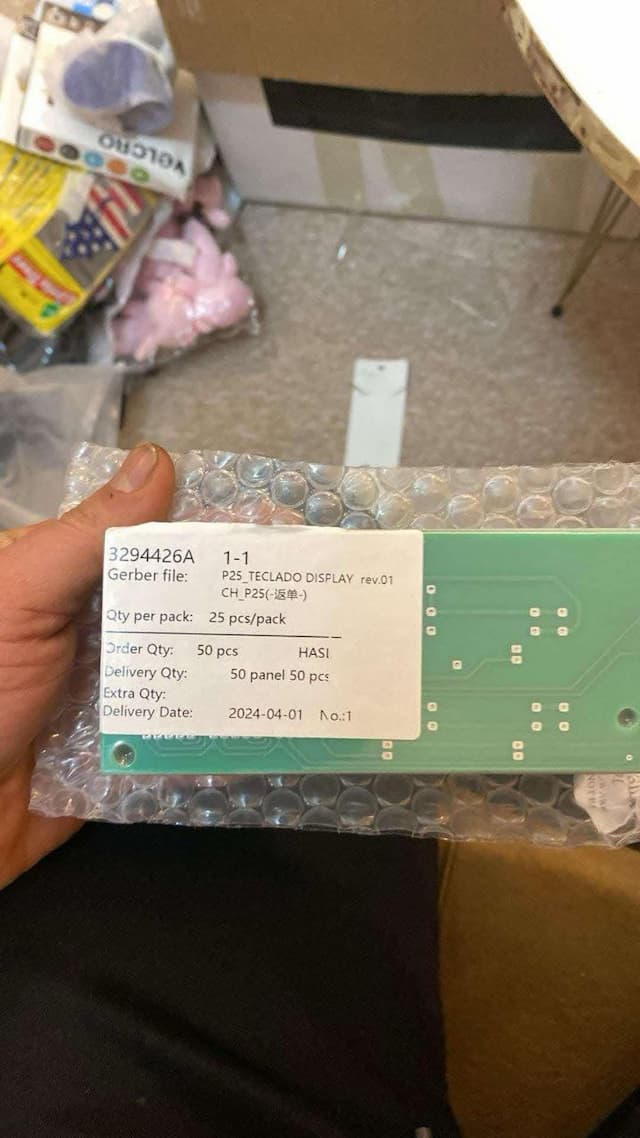 VELCRO
3294426A 1-1
Gerber file: P25_TECLADO DISPLAY rev.01
CH_P25(-返单-)
Qty per pack: 25 pcs/pack
Order Qty: 50 pcs HASL
Delivery Qty: 50 panel 50 pcs
Extra Qty:
Delivery Date: 2024-04-01 No.:1